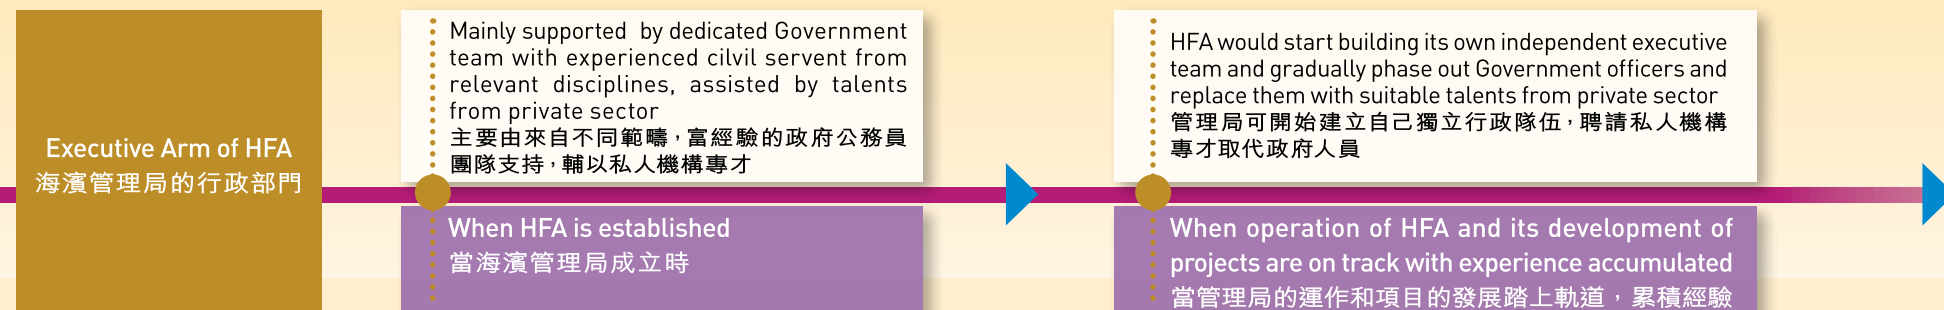 Executive Arm of HFA
海濱管理局的行政部門
Mainly supported by dedicated Government
team with experienced cilvil servent from
relevant disciplines, assisted by talents
from private sector
主要由來自不同範疇，富經驗的政府公務員
團隊支持，輔以私人機構專才
When HFA is established
當海濱管理局成立時
HFA would start building its own independent executive
team and gradually phase out Government officers and
replace them with suitable talents from private sector
管理局可開始建立自己獨立行政隊伍，聘請私人機構
專才取代政府人員
When operation of HFA and its development of
projects are on track with experience accumulated
當管理局的運作和項目的發展踏上軌道，累積經驗